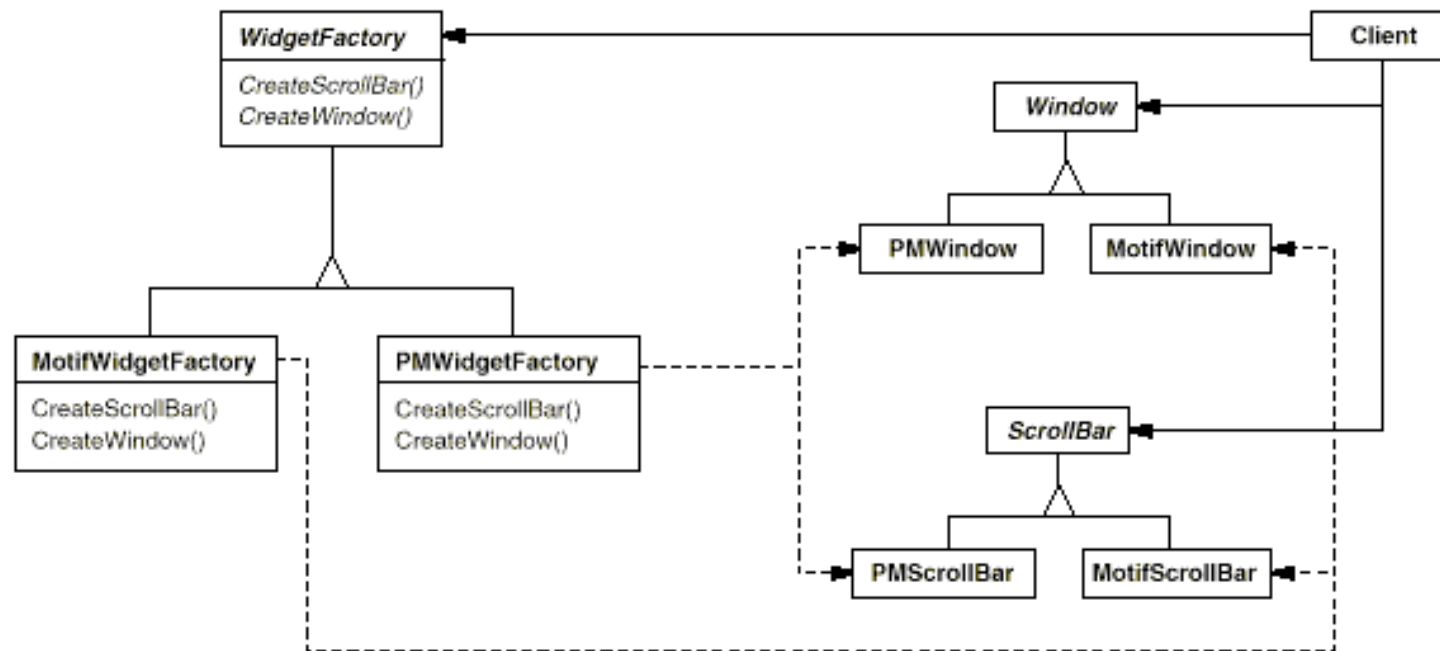 WidgetFactory
CreateScrollBar()
CreateWindow()
Client
Window
PMWindow
MotifWindow
MotifWidgetFactory
CreateScrollBar()
CreateWindow()
PMWidgetFactory
CreateScrollBar()
CreateWindow()
ScrollBar
PMScrollBar
MotifScrollBar